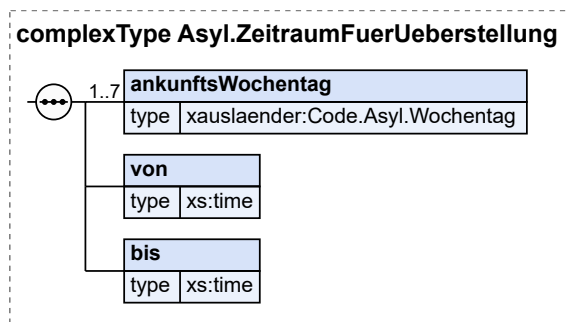 complexType Asyl.ZeitraumFuerUeberstellung
1..7 ankunftsWochentag
type xauslaender:Code.Asyl.Wochentag
von
type xs:time
bis
type xs:time